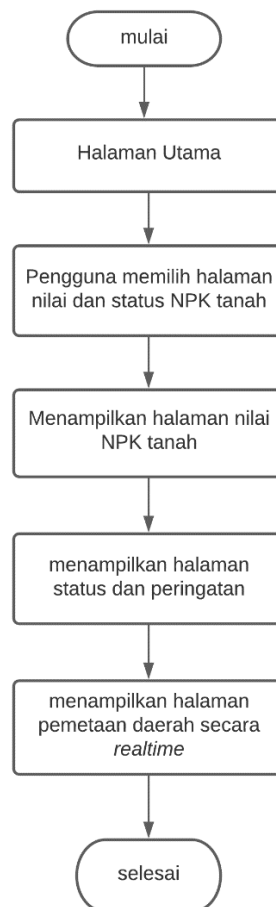 mulai
Halaman Utama
Pengguna memilih halaman
nilai dan status NPK tanah
Menampilkan halaman nilai
NPK tanah
menampilkan halaman
status dan peringatan
menampilkan halaman
pemetaan daerah secara
realtime
selesai